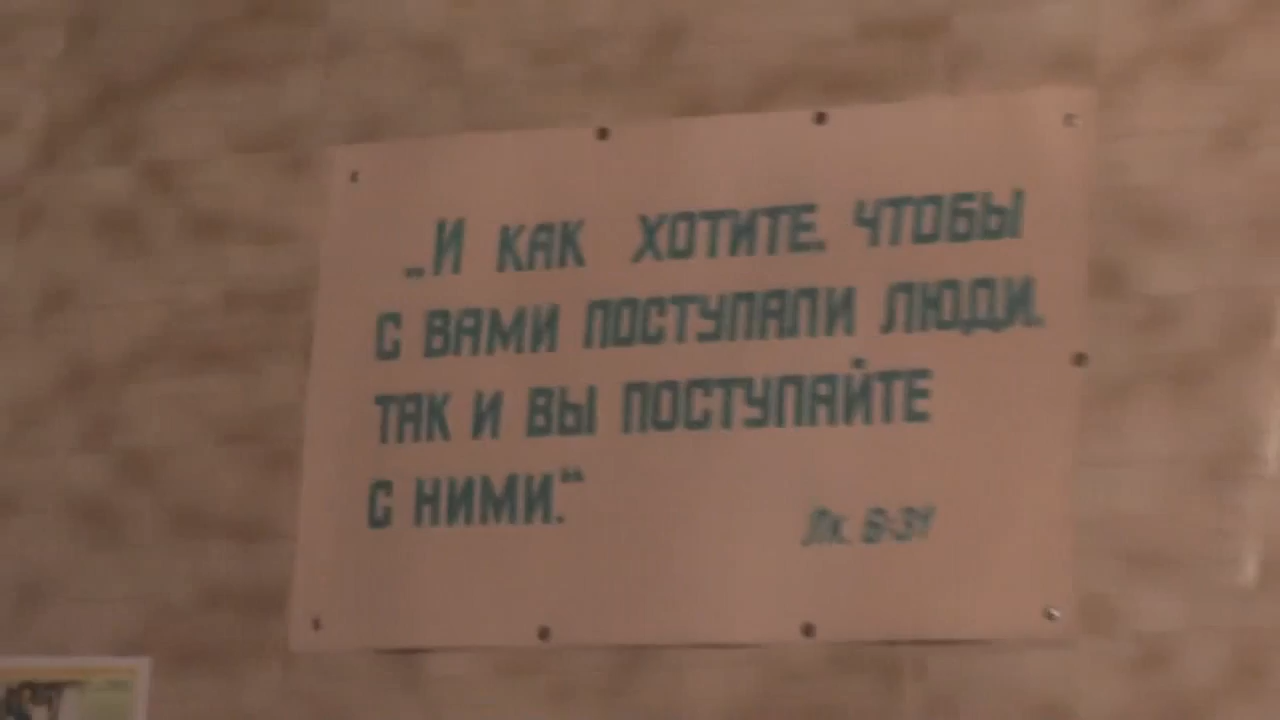 „И КАК ХОТИТЕ, ЧТОБЫ
С ВАМИ ПОСТУПАЛИ ЛЮДИ,
ТАК И ВЫ ПОСТУПАЙТЕ
С НИМИ.“
Лк. 6-31